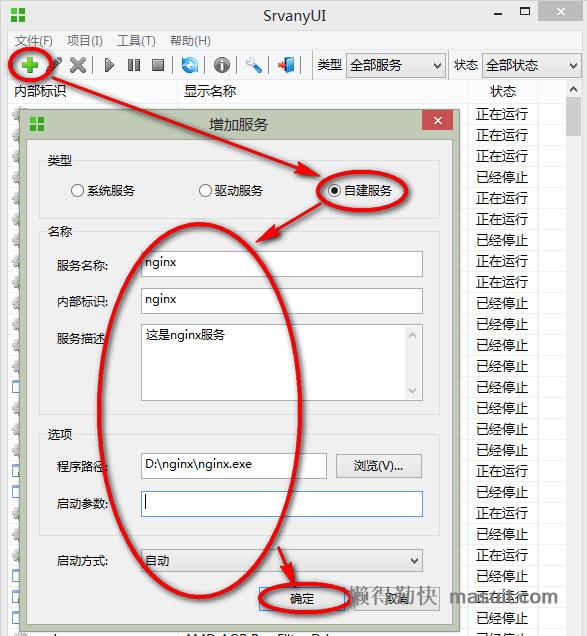 SrvanyUI
文件(F) 项目(I) 工具(T) 帮助(H)
类型 全部服务 状态 全部状态
内部标识 显示名称 状态
正在运行
增加服务
正在运行
正在运行
类型
已经停止
系统服务 驱动服务 自建服务
正在运行
正在运行
名称
已经停止
服务名称: nginx
正在运行
正在运行
内部标识: nginx
已经停止
已经停止
服务描述: 这是nginx服务
已经停止
已经停止
已经停止
已经停止
选项
已经停止
已经停止
程序路径: D:\nginx\nginx.exe 浏览(V)...
正在运行
已经停止
启动参数:
正在运行
已经停止
启动方式: 自动
正在运行
正在运行
确定 取消
懒得勤快 masuit.com
已经停止
已经停止
正在运行